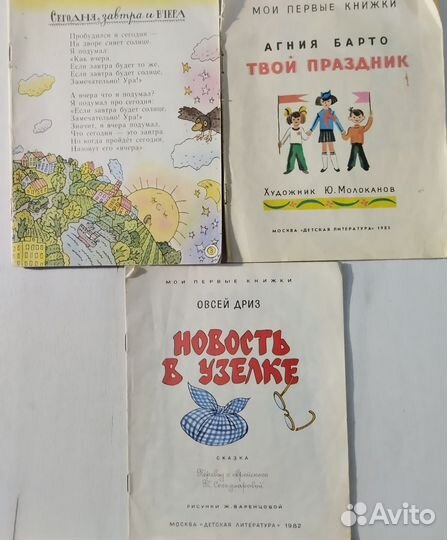 Сегодня, завтра и вчера
Пробудился я сегодня —
На дворе сияет солнце.
Я подумал:
«Как вчера.
Если завтра будет то же,
Если завтра будет солнце,
Замечательно! Ура!»
А вчера что я подумал?
Я подумал про сегодня:
«Если завтра будет солнце,
Замечательно! Ура!»
Значит, я вчера подумал,
Что сегодня — это завтра.
Но когда пройдёт сегодня,
Назовут его «вчера»
3
МОИ ПЕРВЫЕ КНИЖКИ
АГНИЯ БАРТО
ТВОЙ ПРАЗДНИК
Художник Ю. Молоканов
МОСКВА «ДЕТСКАЯ ЛИТЕРАТУРА» 1983
МОИ ПЕРВЫЕ КНИЖКИ
ОВСЕЙ ДРИЗ
НОВОСТЬ
В УЗЕЛКЕ
СКАЗКА
Перевод с еврейского
Т. Спендиаровой
РИСУНКИ Ж. ВАРЕНЦОВОЙ
МОСКВА «ДЕТСКАЯ ЛИТЕРАТУРА» 1982
Avito